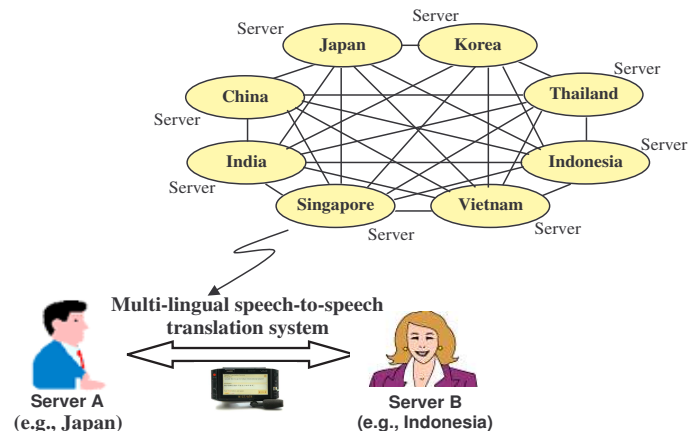 Server
Server
Japan
Korea
Server
Server
China
Thailand
Server
Server
India
Indonesia
Server
Singapore
Vietnam
Server
Server
Multi-lingual speech-to-speech
translation system
Server A
(e.g., Japan)
Server B
(e.g., Indonesia)